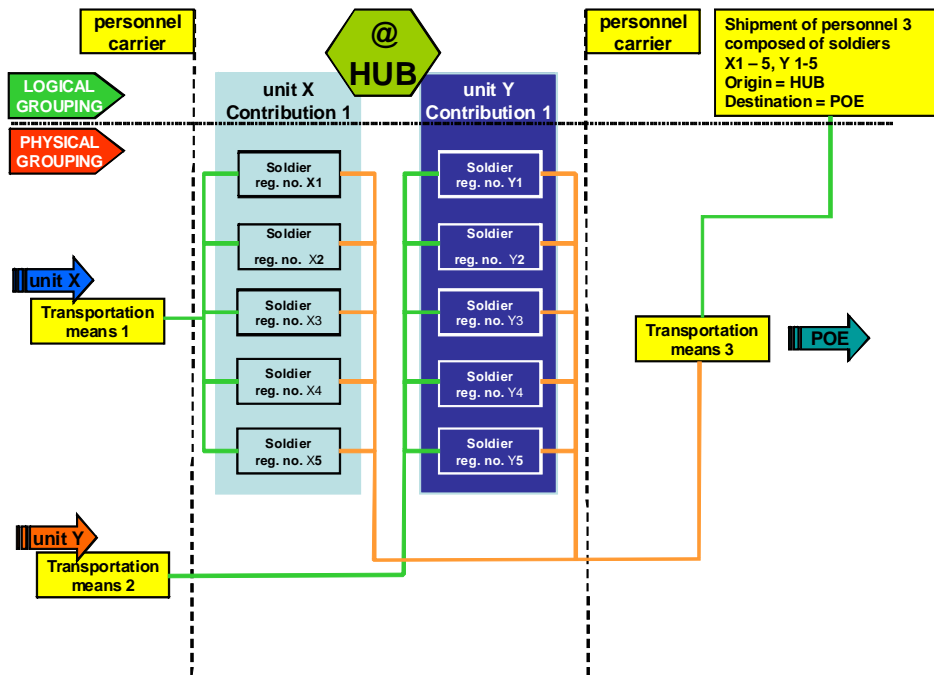 personnel
carrier
@
HUB
personnel
carrier
Shipment of personnel 3
composed of soldiers
X1 – 5, Y 1-5
Origin = HUB
Destination = POE
LOGICAL
GROUPING
unit X
Contribution 1
unit Y
Contribution 1
PHYSICAL
GROUPING
Soldier
reg. no. X1
Soldier
reg. no. Y1
Soldier
reg. no. X2
Soldier
reg. no. Y2
unit X
Transportation
means 1
Soldier
reg. no. X3
Soldier
reg. no. Y3
Transportation
means 3
POE
Soldier
reg. no. X4
Soldier
reg. no. Y4
Soldier
reg. no. X5
Soldier
reg. no. Y5
unit Y
Transportation
means 2